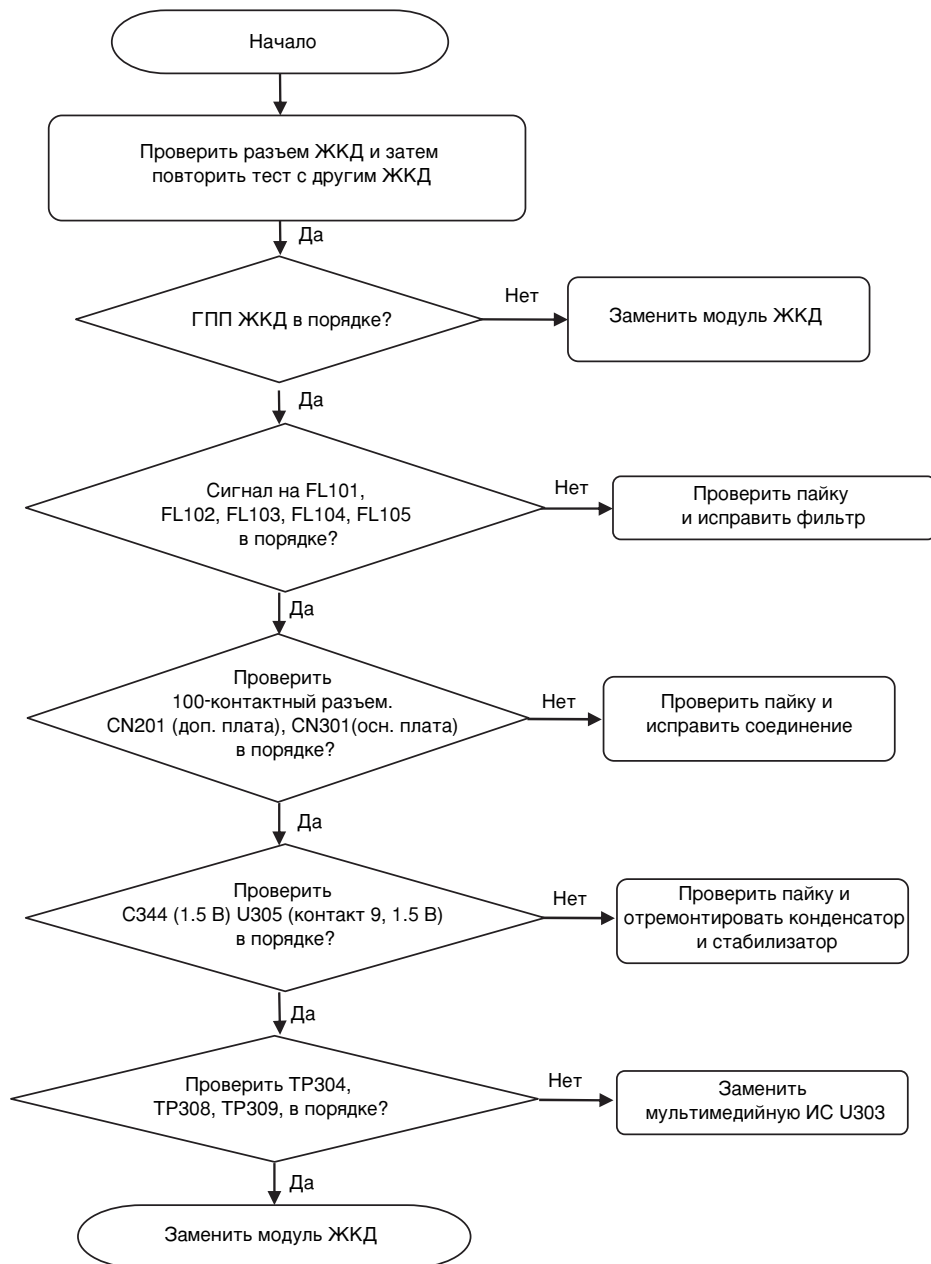 Начало
Проверить разъем ЖКД и затем
повторить тест с другим ЖКД
Да
ГПП ЖКД в порядке?
Нет
Заменить модуль ЖКД
Да
Сигнал на FL101,
FL102, FL103, FL104, FL105
в порядке?
Нет
Проверить пайку
и исправить фильтр
Да
Проверить
100-контактный разъем.
CN201 (доп. плата), CN301(осн. плата)
в порядке?
Нет
Проверить пайку и
исправить соединение
Да
Проверить
C344 (1.5 В) U305 (контакт 9, 1.5 В)
в порядке?
Нет
Проверить пайку и
отремонтировать конденсатор
и стабилизатор
Да
Проверить TP304,
TP308, TP309, в порядке?
Нет
Заменить
мультимедийную ИС U303
Да
Заменить модуль ЖКД